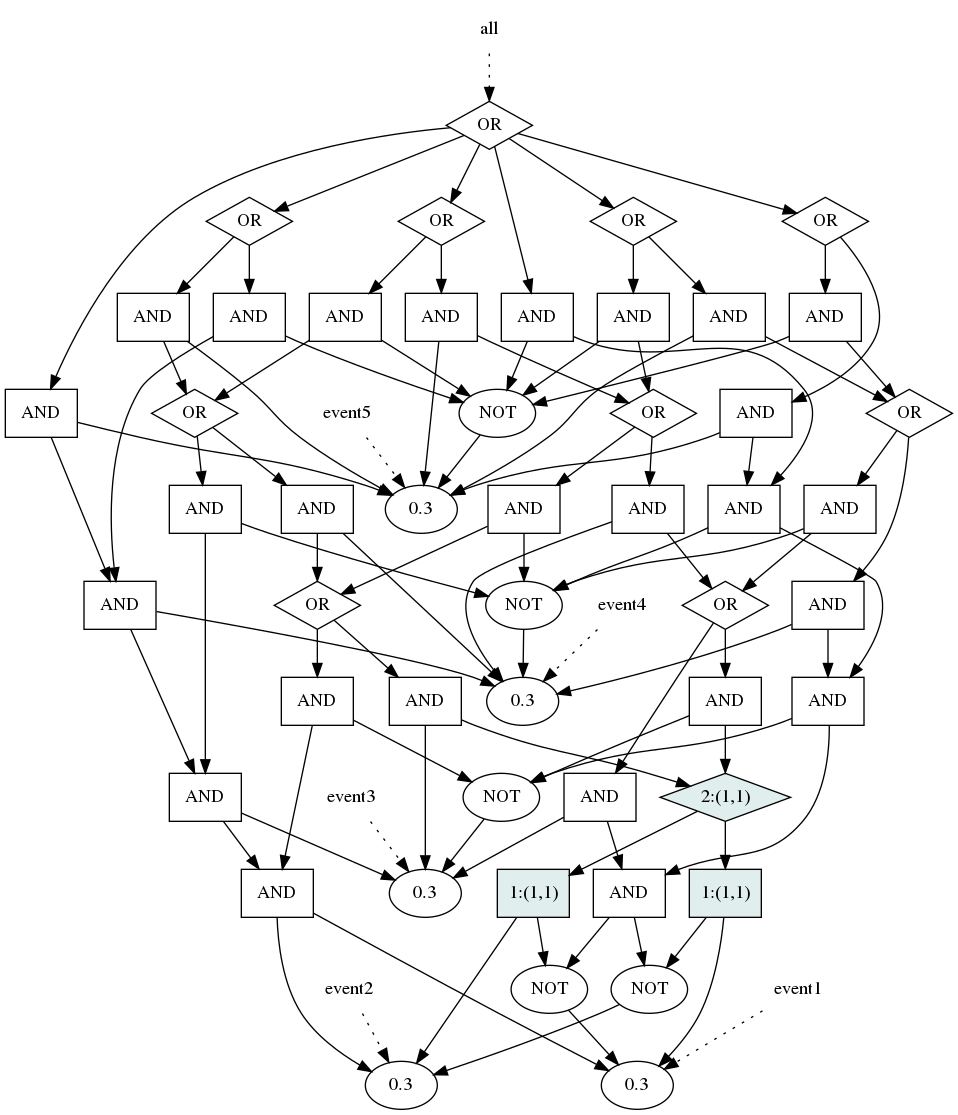 all
OR
OR
OR
OR
OR
AND
AND
AND
AND
AND
AND
AND
AND
AND
OR
event5
NOT
OR
AND
OR
AND
AND
0.3
AND
AND
AND
AND
AND
OR
NOT
event4
OR
AND
AND
AND
0.3
AND
AND
AND
event3
NOT
AND
2:(1,1)
AND
0.3
1:(1,1)
AND
1:(1,1)
event2
NOT
NOT
event1
0.3
0.3